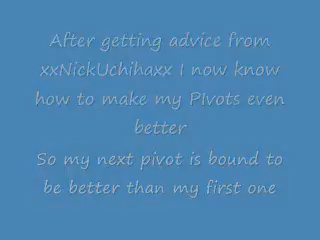 After getting advice from
xxNickUchihaxx I now know
how to make my PIvots even
better
So my next pivot is bound to
be better than my first one